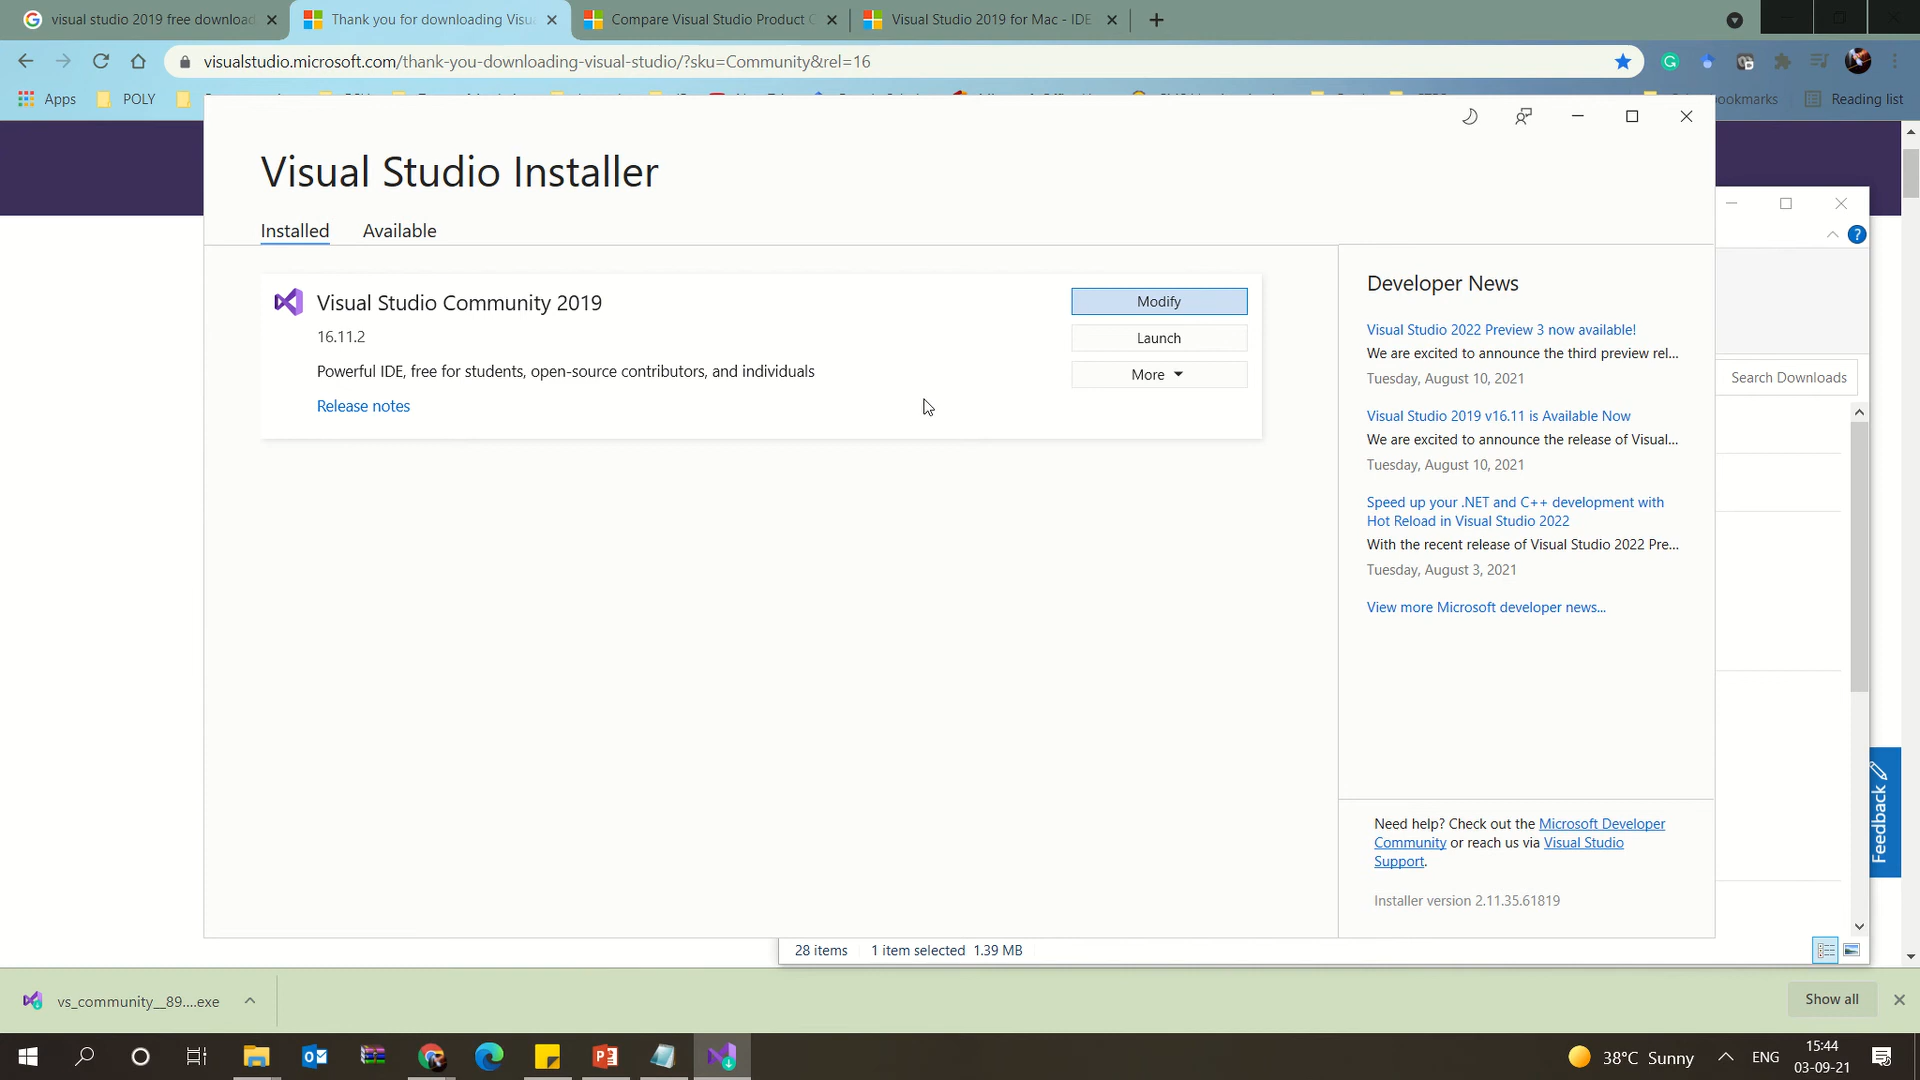 visual studio 2019 free download
Thank you for downloading Visu
Compare Visual Studio Product
Visual Studio 2019 for Mac - IDE
visualstudio.microsoft.com/thank-you-downloading-visual-studio/?sku=Community&rel=16
Apps
POLY
bookmarks
Reading list
Visual Studio Installer
Installed
Available
Visual Studio Community 2019
16.11.2
Powerful IDE, free for students, open-source contributors, and individuals
Release notes
Modify
Launch
More
Developer News
Visual Studio 2022 Preview 3 now available!
We are excited to announce the third preview rel...
Tuesday, August 10, 2021
Visual Studio 2019 v16.11 is Available Now
We are excited to announce the release of Visual...
Tuesday, August 10, 2021
Speed up your .NET and C++ development with
Hot Reload in Visual Studio 2022
With the recent release of Visual Studio 2022 Pre...
Tuesday, August 3, 2021
View more Microsoft developer news...
Need help? Check out the Microsoft Developer
Community or reach us via Visual Studio
Support.
Installer version 2.11.35.61819
Search Downloads
Feedback
28 items
1 item selected 1.39 MB
vs_community__89....exe
Show all
38°C Sunny
ENG
15:44
03-09-21